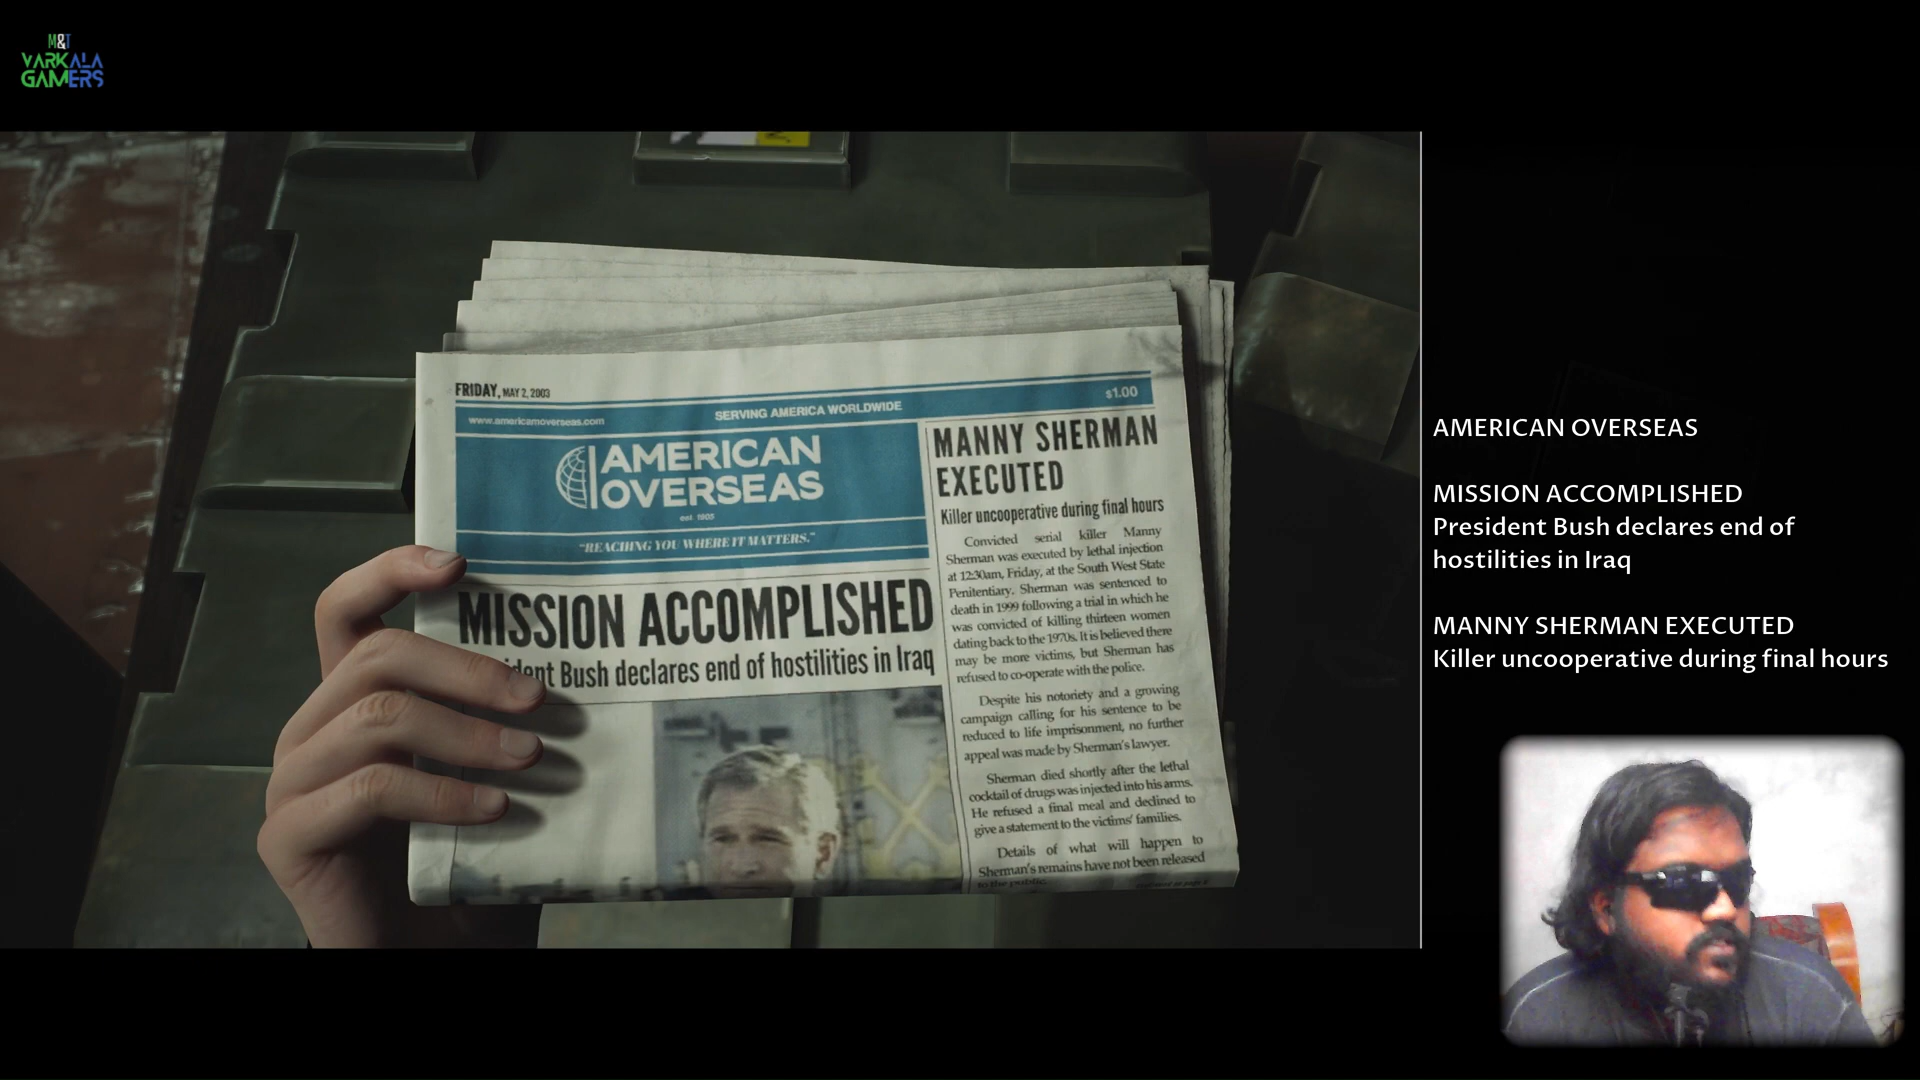 M&T
VARKALA
GAMERS
FRIDAY, MAY 2, 2003
www.americamoverseas.com
SERVING AMERICA WORLDWIDE
$1.00
AMERICAN
OVERSEAS
est. 1905
"REACHING YOU WHERE IT MATTERS."
MISSION ACCOMPLISHED
dent Bush declares end of hostilities in Iraq
MANNY SHERMAN
EXECUTED
Killer uncooperative during final hours
Convicted serial killer Manny
Sherman was executed by lethal injection
at 12:30am, Friday, at the South West State
Penitentiary. Sherman was sentenced to
death in 1999 following a trial in which he
was convicted of killing thirteen women
dating back to the 1970s. It is believed there
may be more victims, but Sherman has
refused to co-operate with the police.
Despite his notoriety and a growing
campaign calling for his sentence to be
reduced to life imprisonment, no further
appeal was made by Sherman's lawyer.
Sherman died shortly after the lethal
cocktail of drugs was injected into his arms.
He refused a final meal and declined to
give a statement to the victims' families.
Details of what will happen to
Sherman's remains have not been released
to the public.
AMERICAN OVERSEAS
MISSION ACCOMPLISHED
President Bush declares end of
hostilities in Iraq
MANNY SHERMAN EXECUTED
Killer uncooperative during final hours